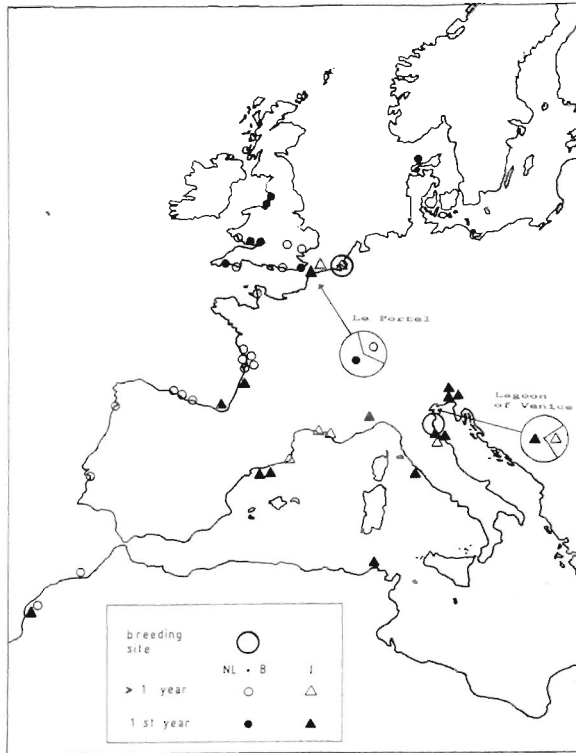 Le Portel
Lagoon
of Venice
breeding
site
NL • B I
> 1 year
1 st year